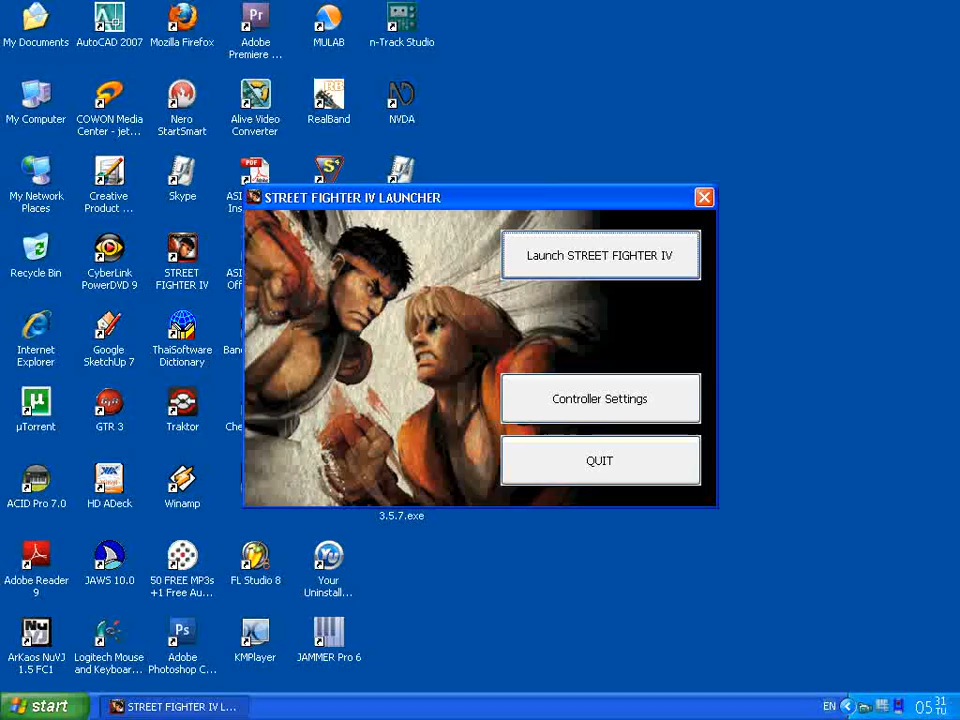 My Documents
AutoCAD 2007
Mozilla Firefox
Adobe
Premiere ...
MULAB
n-Track Studio
My Computer
COWON Media
Center - jet...
Nero
StartSmart
Alive Video
Converter
RealBand
NVDA
My Network
Places
Creative
Product ...
Skype
STREET FIGHTER IV LAUNCHER
Launch STREET FIGHTER IV
Controller Settings
QUIT
Recycle Bin
CyberLink
PowerDVD 9
STREET
FIGHTER IV
Internet
Explorer
Google
SketchUp 7
ThaiSoftware
Dictionary
µTorrent
GTR 3
Traktor
ACID Pro 7.0
HD ADeck
Winamp
3.5.7.exe
Adobe Reader
9
JAWS 10.0
50 FREE MP3s
+1 Free Au...
FL Studio 8
Your
Uninstall...
ArKaos NuVJ
1.5 FC1
Logitech Mouse
and Keyboar...
Adobe
Photoshop C...
KMPlayer
JAMMER Pro 6
start
STREET FIGHTER IV L...
EN
05 31
TU